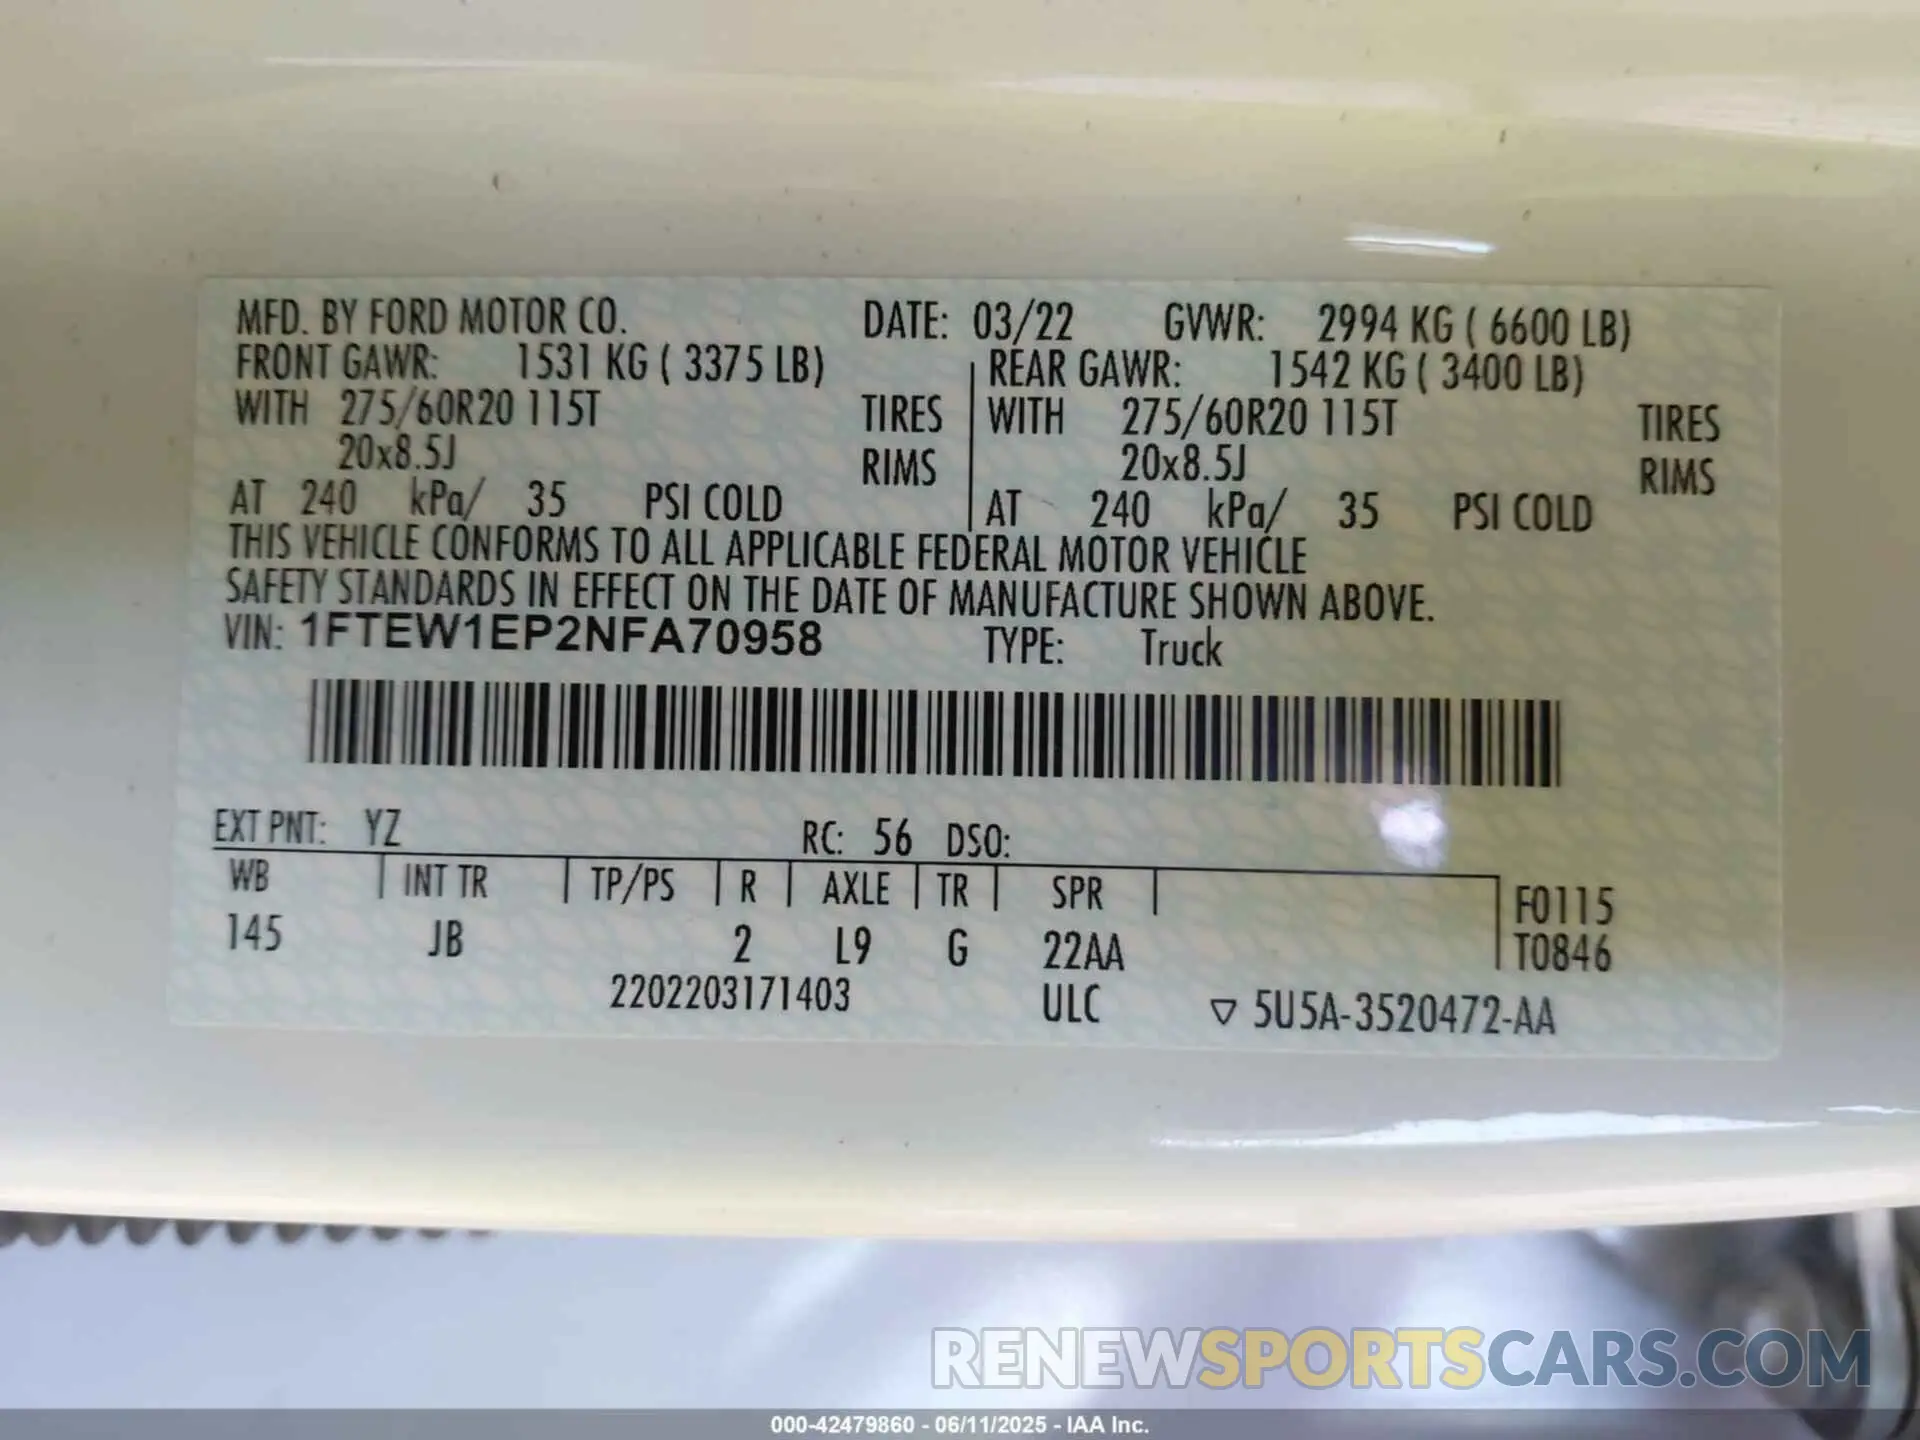 MFD. BY FORD MOTOR CO. DATE: 03/22 GVWR: 2994 KG ( 6600 LB)
FRONT GAWR: 1531 KG ( 3375 LB) REAR GAWR: 1542 KG ( 3400 LB)
WITH 275/60R20 115T TIRES WITH 275/60R20 115T TIRES
20x8.5J RIMS 20x8.5J RIMS
AT 240 kPa/ 35 PSI COLD AT 240 kPa/ 35 PSI COLD
THIS VEHICLE CONFORMS TO ALL APPLICABLE FEDERAL MOTOR VEHICLE
SAFETY STANDARDS IN EFFECT ON THE DATE OF MANUFACTURE SHOWN ABOVE.
VIN: 1FTEW1EP2NFA70958 TYPE: Truck
EXT PNT: YZ RC: 56 DSO:
WB INT TR TP/PS R AXLE TR SPR F0115
145 JB 2 L9 G 22AA T0846
2202203171403 ULC ▽ 5U5A-3520472-AA
RENEWSPORTSCARS.COM
000-42479860 - 06/11/2025 - IAA Inc.